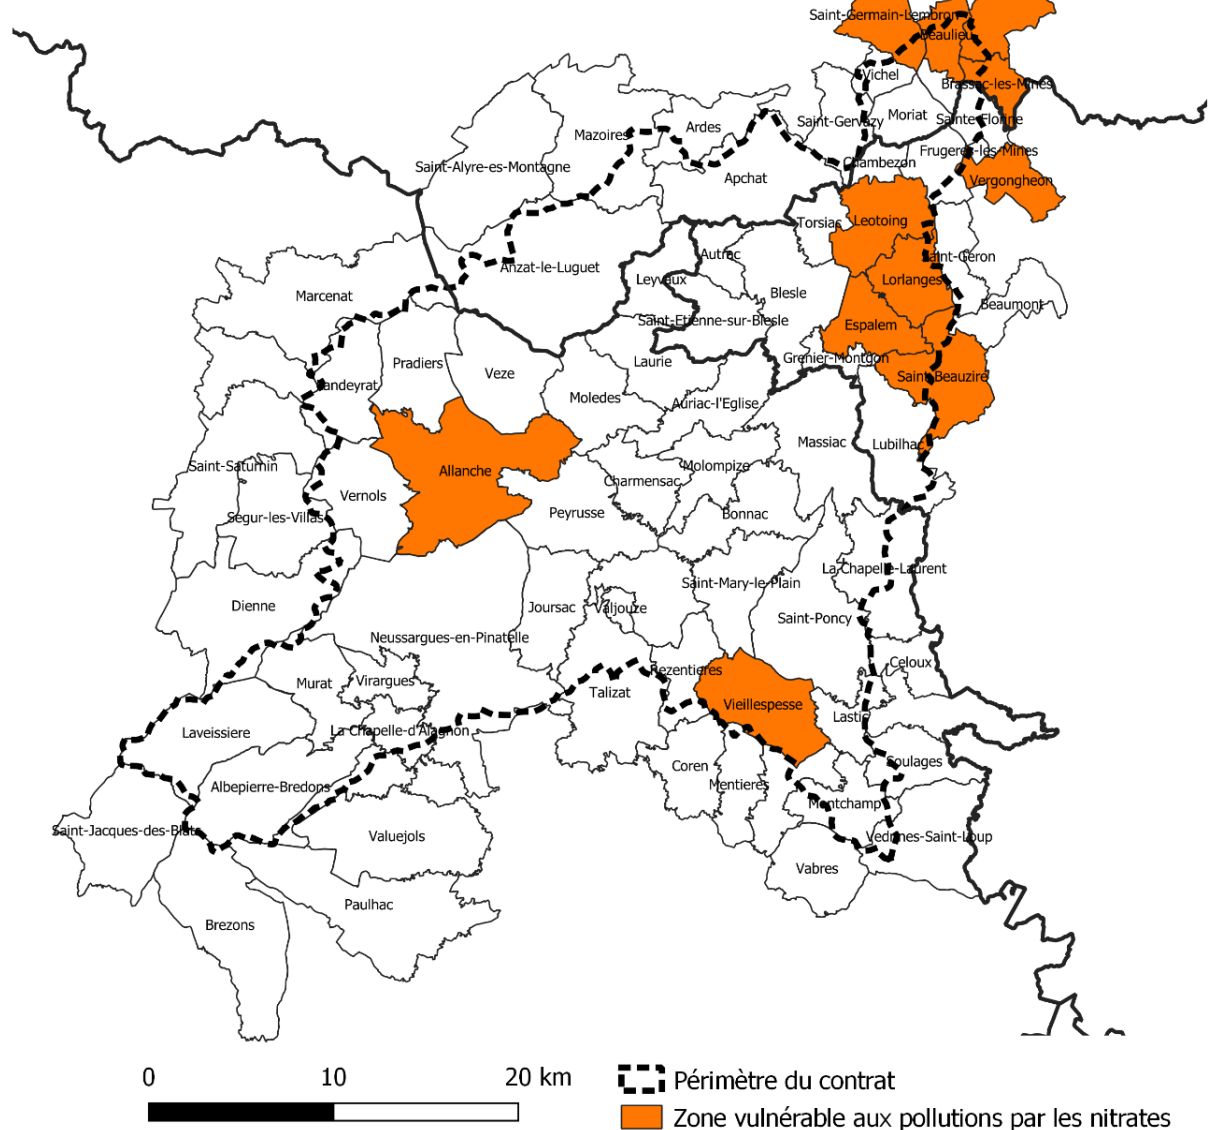 Saint-Germain-Lembron
Beaulieu
Vichel
Brassac-les-Mines
Saint-Gervazy
Moriat
Sainte-Florine
Ardes
Mazoires
Frugeres-les-Mines
Chambezon
Saint-Alyre-es-Montagne
Apchat
Vergongheon
Torsiac
Leotoing
Autrac
Saint-Geron
Anzat-le-Luguet
Leyvaux
Lorlanges
Blesle
Marcenat
Beaumont
Saint-Etienne-sur-Blesle
Espalem
Laurie
Grenier-Montgon
Pradiers
Veze
Saint-Beauzire
Landeyrat
Moledes
Auriac-l'Eglise
Massiac
Lubilhac
Saint-Saturnin
Allanche
Molompize
Charmensac
Vernols
Segur-les-Villas
Peyrusse
Bonnac
La-Chapelle-Laurent
Saint-Mary-le-Plain
Dienne
Joursac
Valjouze
Saint-Poncy
Neussargues-en-Pinatelle
Celoux
Rezentieres
Murat
Virargues
Talizat
Vieillespesse
Lastic
Laveissiere
La Chapelle-d'Alagnon
Soulages
Coren
Albepierre-Bredons
Mentieres
Montchamp
Saint-Jacques-des-Blats
Valuejols
Vedrines-Saint-Loup
Vabres
Paulhac
Brezons
0 10 20 km
Périmètre du contrat
Zone vulnérable aux pollutions par les nitrates